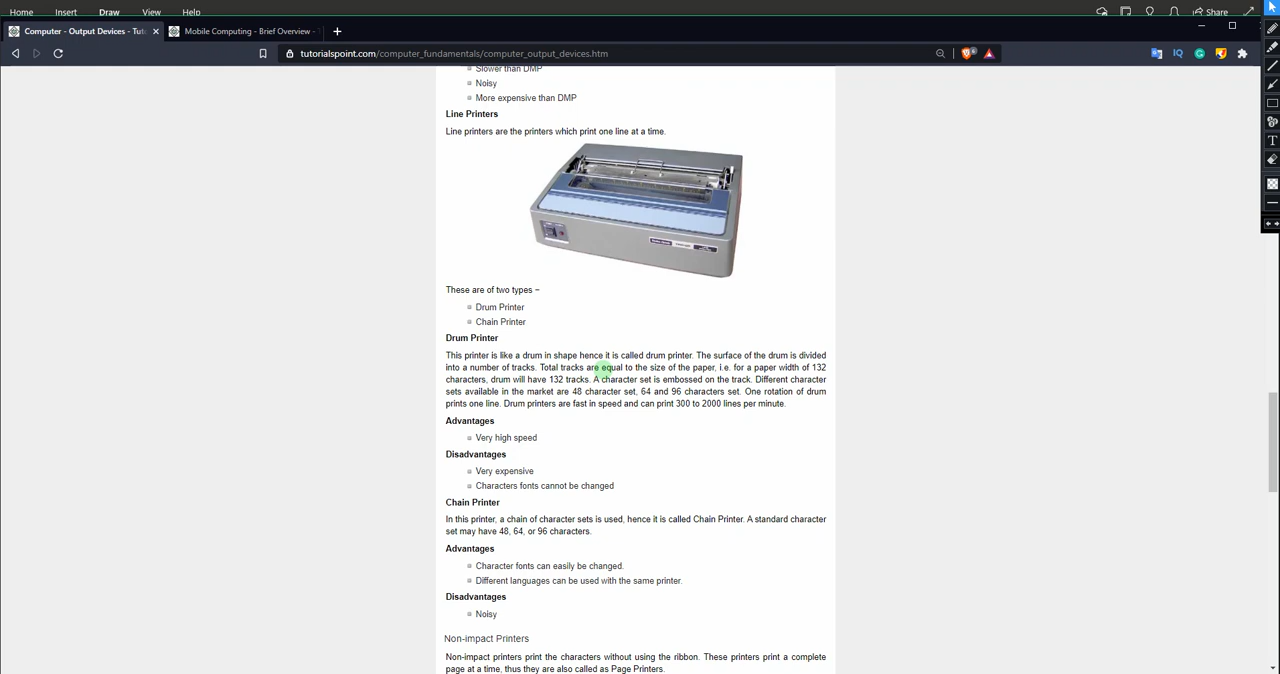 Home Insert Draw View Help Share
Computer - Output Devices - Tuto Mobile Computing - Brief Overview -
tutorialspoint.com/computer_fundamentals/computer_output_devices.htm
Slower than DMP
Noisy
More expensive than DMP
Line Printers
Line printers are the printers which print one line at a time.
These are of two types −
Drum Printer
Chain Printer
Drum Printer
This printer is like a drum in shape hence it is called drum printer. The surface of the drum is divided
into a number of tracks. Total tracks are equal to the size of the paper, i.e. for a paper width of 132
characters, drum will have 132 tracks. A character set is embossed on the track. Different character
sets available in the market are 48 character set, 64 and 96 characters set. One rotation of drum
prints one line. Drum printers are fast in speed and can print 300 to 2000 lines per minute.
Advantages
Very high speed
Disadvantages
Very expensive
Characters fonts cannot be changed
Chain Printer
In this printer, a chain of character sets is used, hence it is called Chain Printer. A standard character
set may have 48, 64, or 96 characters.
Advantages
Character fonts can easily be changed.
Different languages can be used with the same printer.
Disadvantages
Noisy
Non-impact Printers
Non-impact printers print the characters without using the ribbon. These printers print a complete
page at a time, thus they are also called as Page Printers.